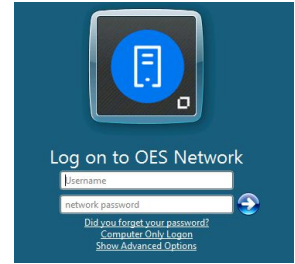 Log on to OES Network
Username
network password
Did you forget your password?
Computer Only Logon
Show Advanced Options